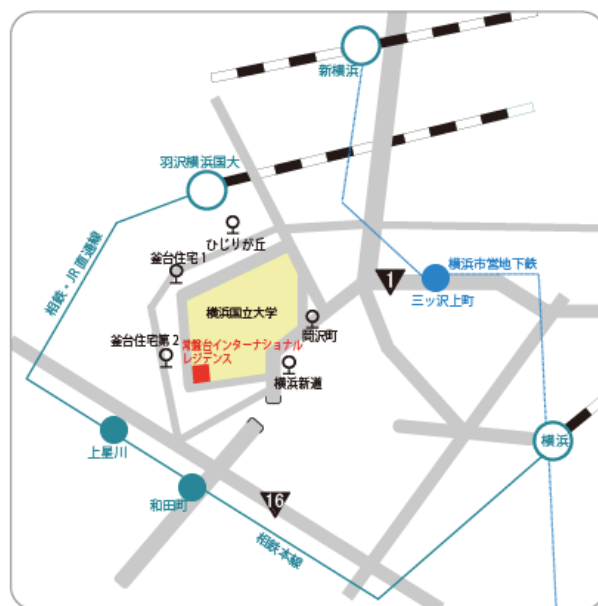 新横浜
羽沢横浜国大
ひじりが丘
釜台住宅1
相鉄・JR直通線
横浜市営地下鉄
1
三ッ沢上町
横浜国立大学
岡沢町
釜台住宅第2
常盤台インターナショナル
レジデンス
横浜新道
上星川
横浜
和田町
16
相鉄本線